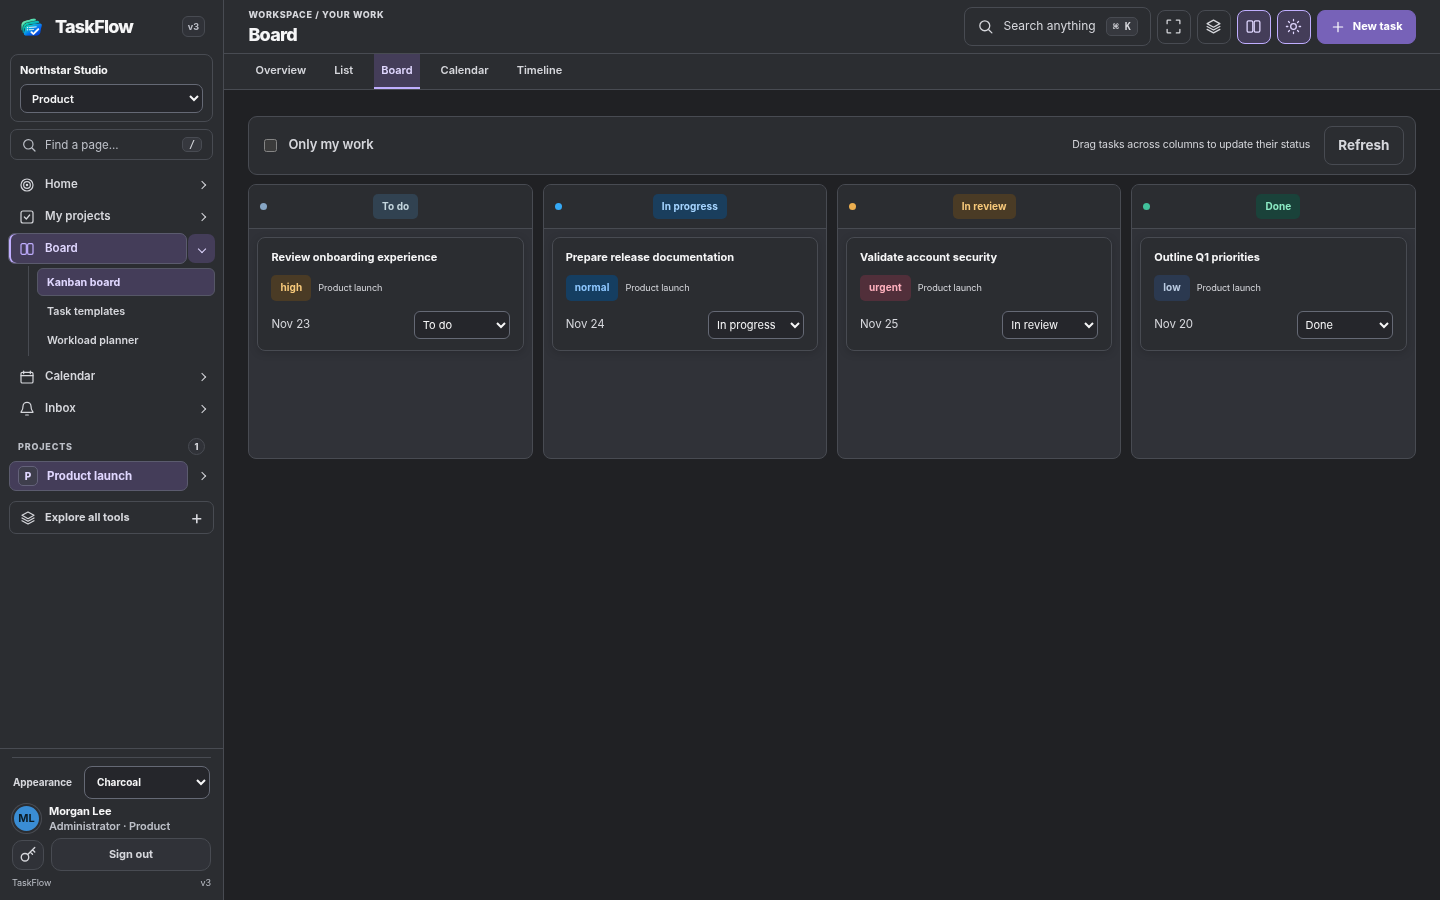 TaskFlow
v3
Northstar Studio
Product
Find a page...
/
Home
My projects
Board
Kanban board
Task templates
Workload planner
Calendar
Inbox
PROJECTS
1
P
Product launch
Explore all tools
Appearance
Charcoal
ML
Morgan Lee
Administrator · Product
Sign out
TaskFlow
v3
WORKSPACE / YOUR WORK
Board
Search anything
⌘ K
New task
Overview
List
Board
Calendar
Timeline
Only my work
Drag tasks across columns to update their status
Refresh
To do
Review onboarding experience
high
Product launch
Nov 23
To do
In progress
Prepare release documentation
normal
Product launch
Nov 24
In progress
In review
Validate account security
urgent
Product launch
Nov 25
In review
Done
Outline Q1 priorities
low
Product launch
Nov 20
Done